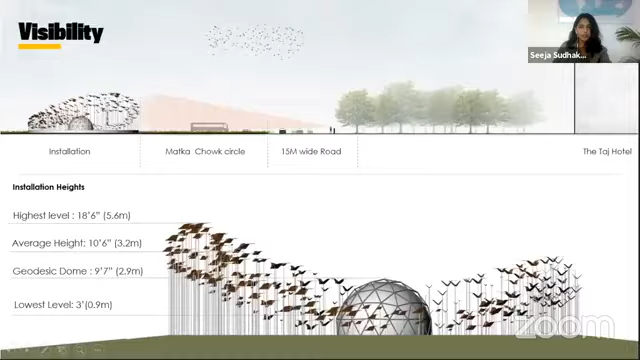 Visibility
Seeja Sudhak...
Installation
Matka Chowk circle
15M wide Road
The Taj Hotel
Installation Heights
Highest level : 18'6" (5.6m)
Average Height: 10'6" (3.2m)
Geodesic Dome : 9'7" (2.9m)
Lowest Level: 3'(0.9m)
zoom